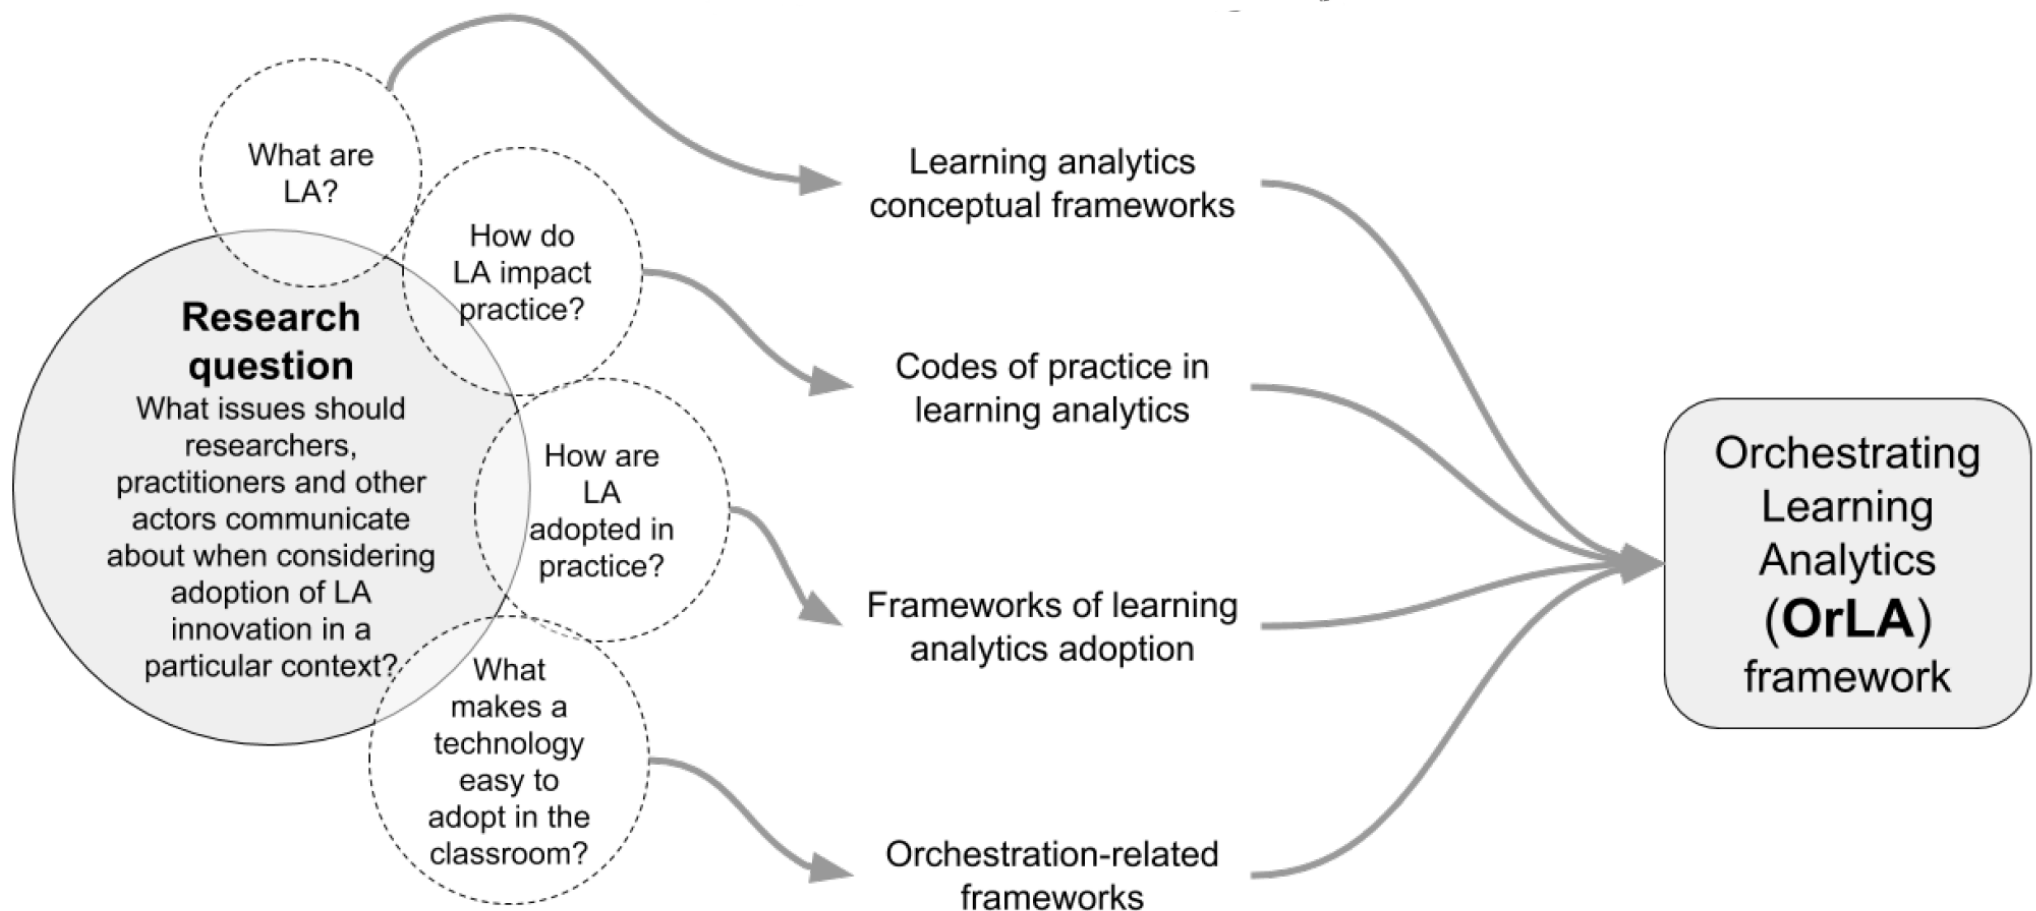 What are
LA?
How do
LA impact
practice?
Research
question
What issues should
researchers,
practitioners and other
actors communicate
about when considering
adoption of LA
innovation in a
particular context?
How are
LA
adopted in
practice?
What
makes a
technology
easy to
adopt in the
classroom?
Learning analytics
conceptual frameworks
Codes of practice in
learning analytics
Frameworks of learning
analytics adoption
Orchestration-related
frameworks
Orchestrating
Learning
Analytics
(OrLA)
framework